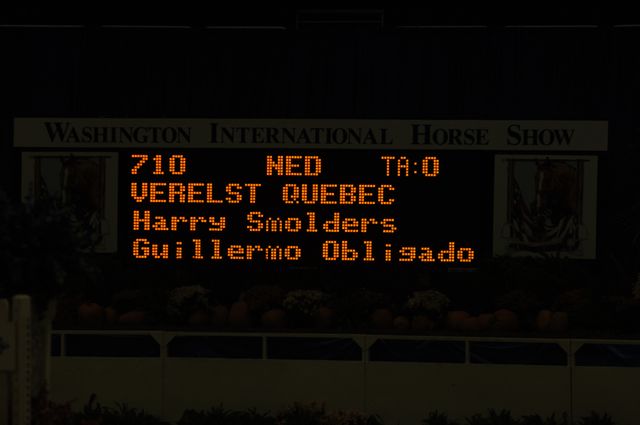 WASHINGTON INTERNATIONAL HORSE SHOW
710 NED TA:0
VERELST QUEBEC
Harry Smolders
Guillermo Obligado